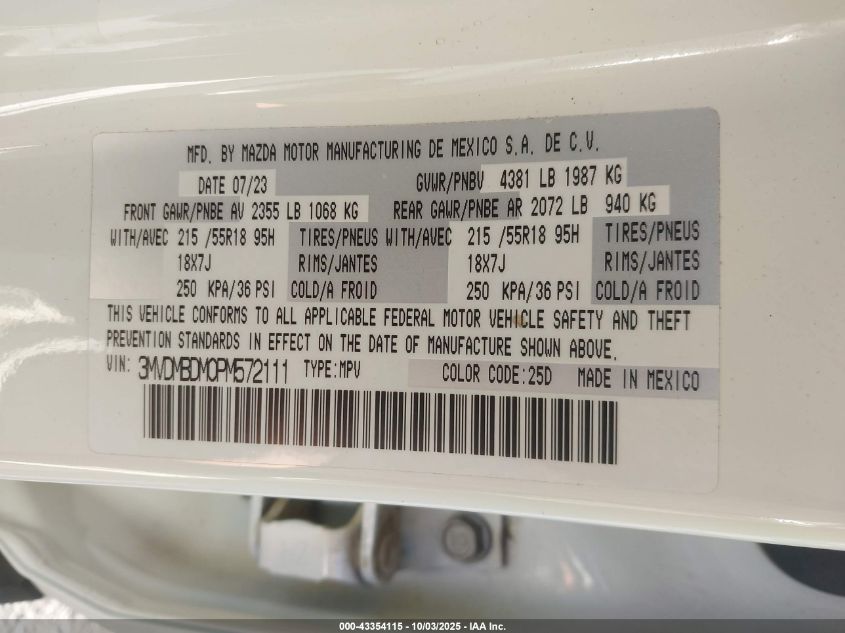 MFD. BY MAZDA MOTOR MANUFACTURING DE MEXICO S.A. DE C.V.
DATE 07/23 GVWR/PNBV 4381 LB 1987 KG
FRONT GAWR/PNBE AV 2355 LB 1068 KG REAR GAWR/PNBE AR 2072 LB 940 KG
WITH/AVEC 215 /55R18 95H TIRES/PNEUS WITH/AVEC 215 /55R18 95H TIRES/PNEUS
18X7J RIMS/JANTES 18X7J RIMS/JANTES
250 KPA/36 PSI COLD/A FROID 250 KPA/36 PSI COLD/A FROID
THIS VEHICLE CONFORMS TO ALL APPLICABLE FEDERAL MOTOR VEHICLE SAFETY AND THEFT
PREVENTION STANDARDS IN EFFECT ON THE DATE OF MANUFACTURE SHOWN ABOVE.
VIN: 3MVDMBDM0PM572111 TYPE:MPV COLOR CODE:25D MADE IN MEXICO
000-43354115 - 10/03/2025 - IAA Inc.